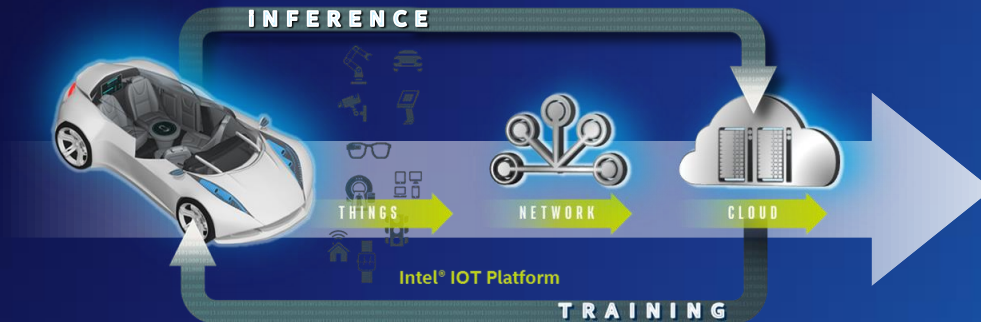 INFERENCE
THINGS
NETWORK
CLOUD
Intel® IOT Platform
TRAINING